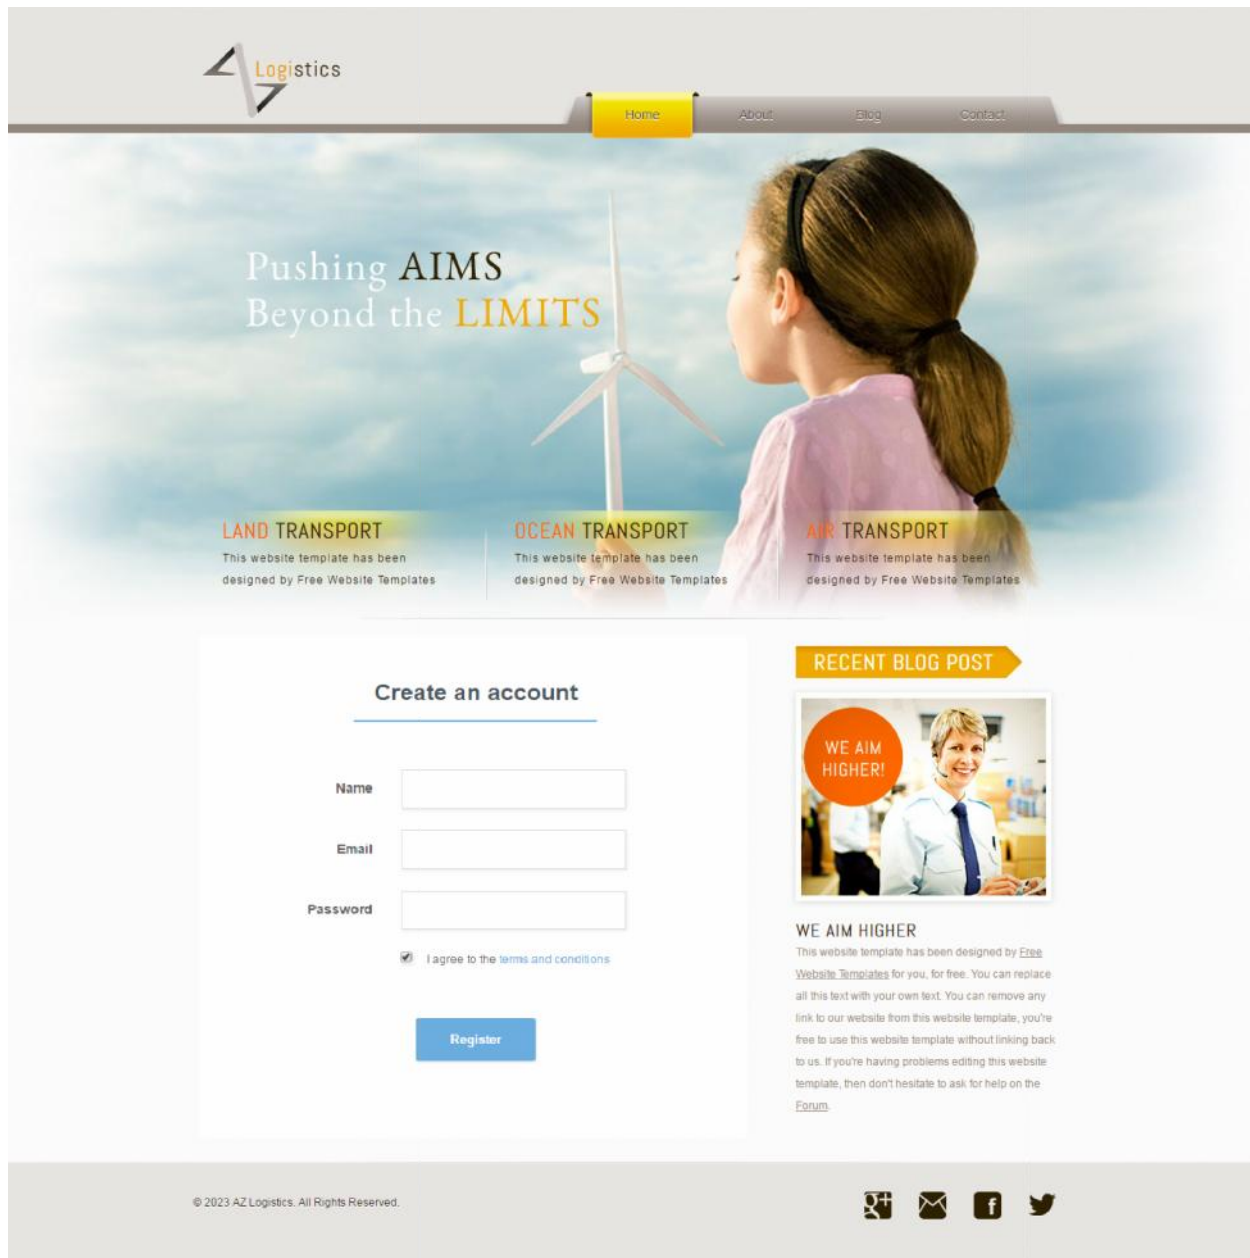 Logistics
Home
About
Blog
Contact
Pushing AIMS
Beyond the LIMITS
LAND TRANSPORT
This website template has been
designed by Free Website Templates
OCEAN TRANSPORT
This website template has been
designed by Free Website Templates
AIR TRANSPORT
This website template has been
designed by Free Website Templates
Create an account
Name
Email
Password
I agree to the terms and conditions
Register
RECENT BLOG POST
WE AIM
HIGHER!
WE AIM HIGHER
This website template has been designed by Free
Website Templates for you, for free. You can replace
all this text with your own text. You can remove any
link to our website from this website template, you're
free to use this website template without linking back
to us. If you're having problems editing this website
template, then don't hesitate to ask for help on the
Forum.
© 2023 AZ Logistics. All Rights Reserved.